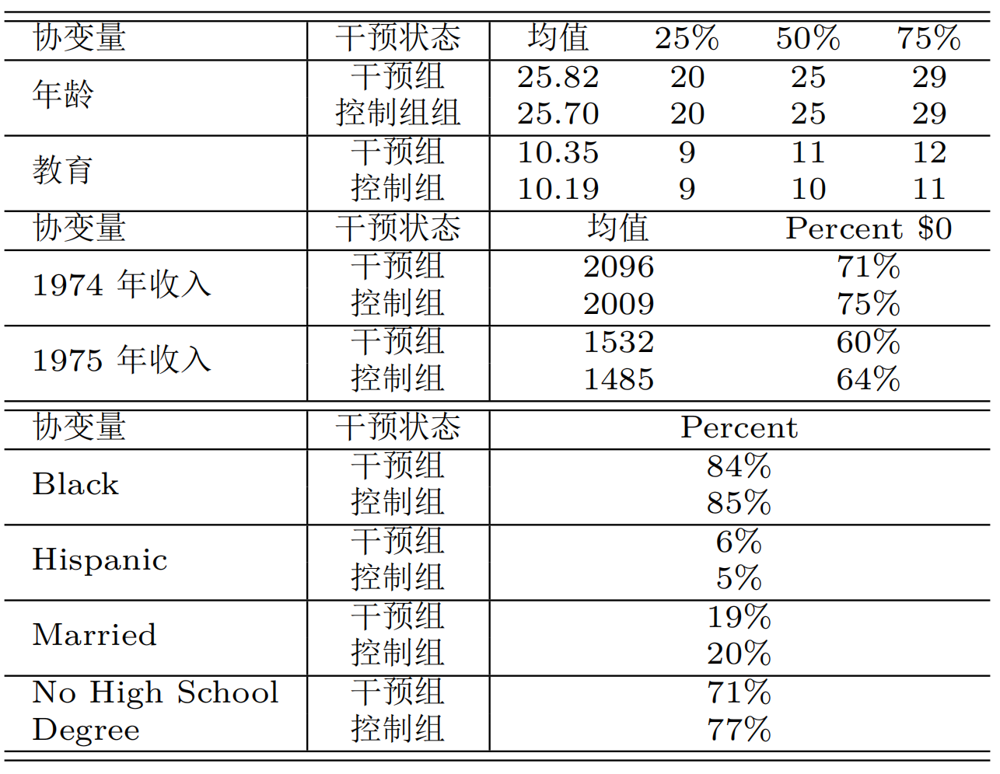 协变量 干预状态 均值 25% 50% 75%
年龄 干预组 25.82 20 25 29
控制组组 25.70 20 25 29
教育 干预组 10.35 9 11 12
控制组 10.19 9 10 11
协变量 干预状态 均值 Percent $0
1974 年收入 干预组 2096 71%
控制组 2009 75%
1975 年收入 干预组 1532 60%
控制组 1485 64%
协变量 干预状态 Percent
Black 干预组 84%
控制组 85%
Hispanic 干预组 6%
控制组 5%
Married 干预组 19%
控制组 20%
No High School 干预组 71%
Degree 控制组 77%